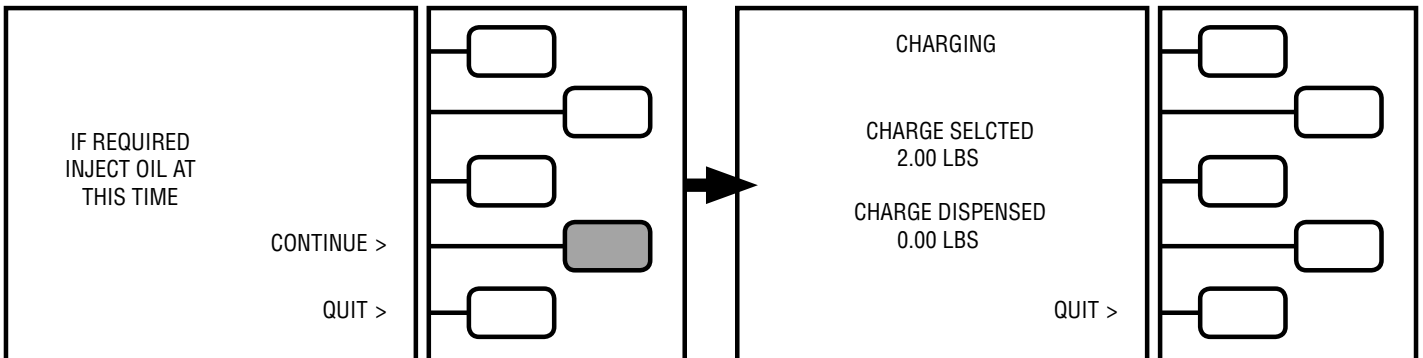 IF REQUIRED
INJECT OIL AT
THIS TIME
CONTINUE >
QUIT >
CHARGING
CHARGE SELCTED
2.00 LBS
CHARGE DISPENSED
0.00 LBS
QUIT >